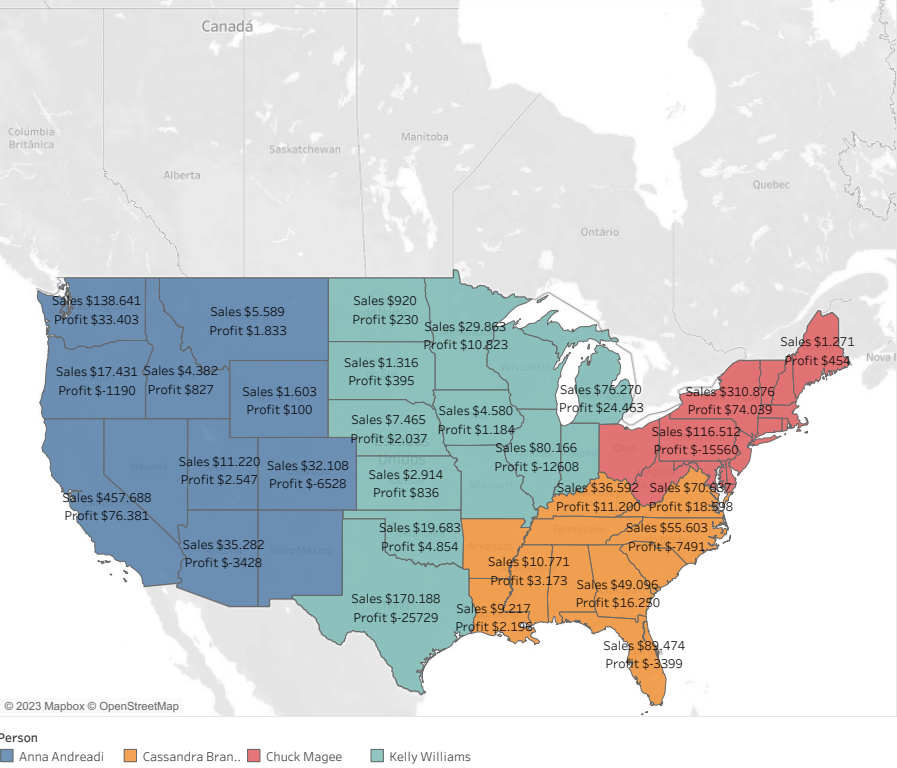 Canadá
Manitoba
Colúmbia
Britânica
Saskatchewan
Alberta
Quebec
Ontário
Sales $138.641
Profit $33.403
Sales $5.589
Profit $1.833
Sales $920
Profit $230
Sales $29.863
Profit $10.823
Sales $1.271
Profit $454
Nova
Wisconsin
Sales $17.431
Profit $-1190
Sales $4.382
Profit $827
Sales $1.603
Profit $100
Sales $1.316
Profit $395
Sales $76.270
Profit $24.463
Sales $310.876
Profit $74.039
Sales $7.465
Profit $2.037
Sales $4.580
Profit $1.184
Sales $116.512
Profit $-15560
Ohio
Nevada
Sales $11.220
Profit $2.547
Sales $32.108
Profit $-6528
Unidos
Sales $2.914
Profit $836
Sales $80.166
Profit $-12608
Missouri
Sales $36.592
Profit $11.200
Sales $70.637
Profit $18.598
Sales $457.688
Profit $76.381
Sales $19.683
Profit $4.854
Tennessee
Sales $55.603
Profit $-7491
Sales $35.282
Profit $-3428
Novo México
Arkansas
Sales $10.771
Profit $3.173
Sales $49.096
Profit $16.250
Sales $170.188
Profit $-25729
Sales $9.217
Profit $2.198
Sales $89.474
Profit $-3399
© 2023 Mapbox © OpenStreetMap
Person
Anna Andreadi
Cassandra Bran..
Chuck Magee
Kelly Williams